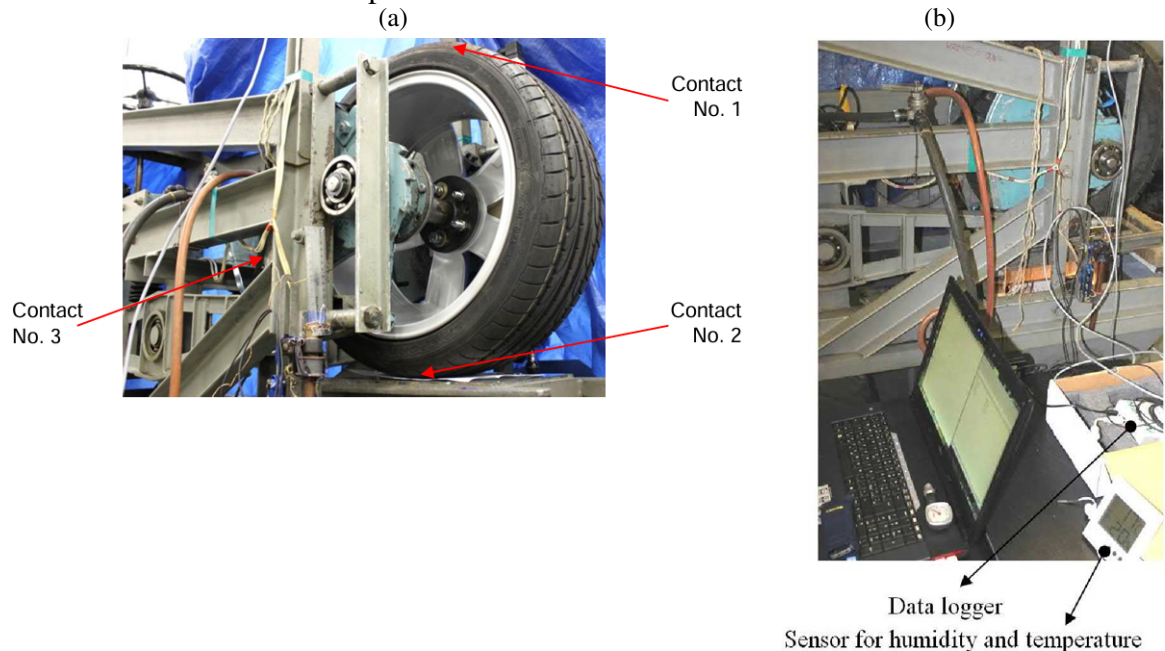 (a)
(b)
Contact
No. 1
Contact
No. 2
Contact
No. 3
Data logger
Sensor for humidity and temperature